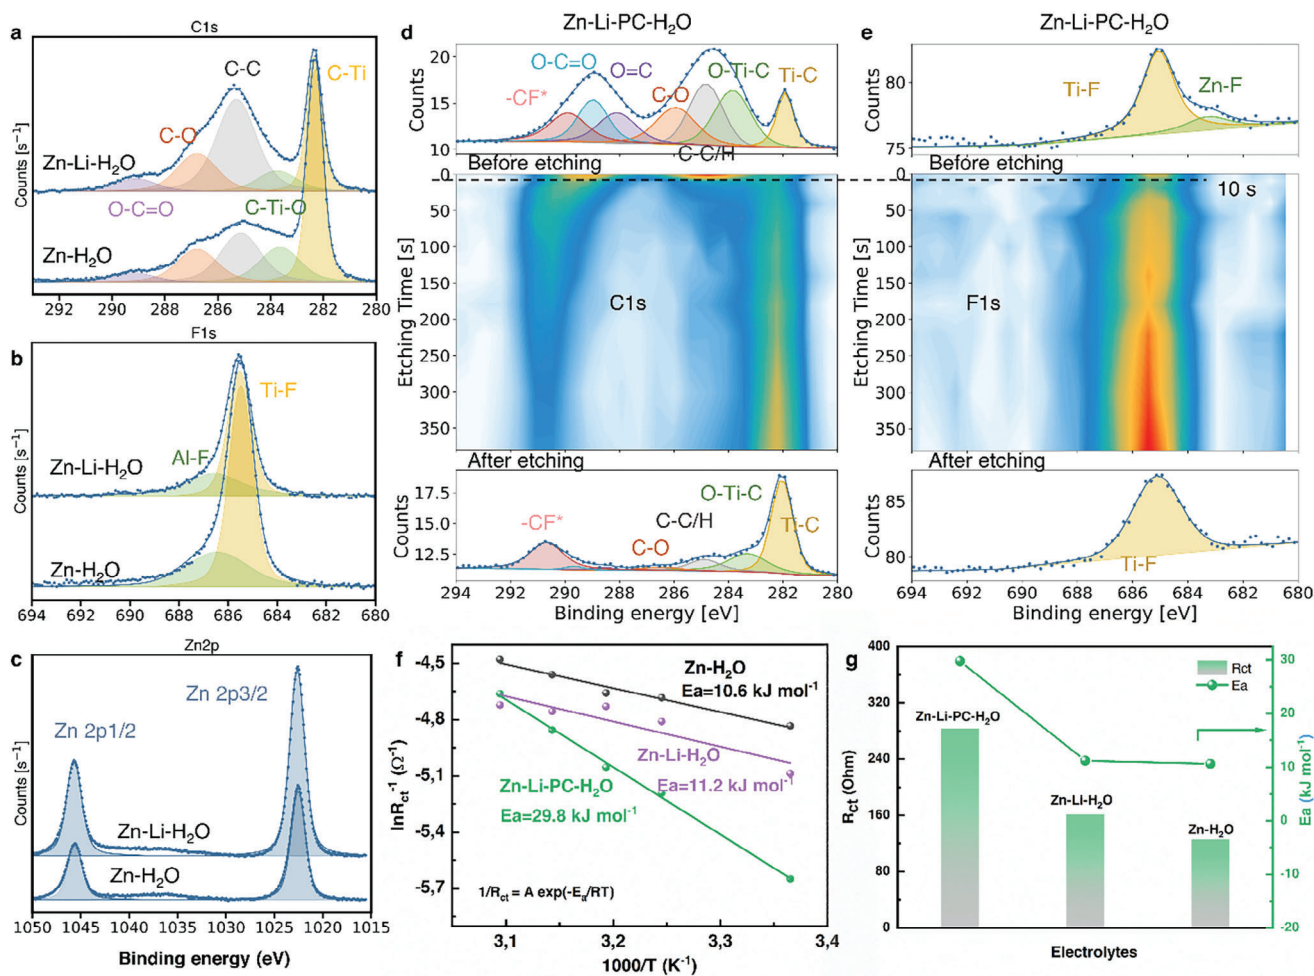 a
C1s
Counts [s⁻¹]
C-C
C-Ti
C-O
Zn-Li-H₂O
O-C=O
C-Ti-O
Zn-H₂O
292 290 288 286 284 282 280
b
F1s
Counts [s⁻¹]
Ti-F
Al-F
Zn-Li-H₂O
Zn-H₂O
694 692 690 688 686 684 682 680
c
Zn2p
Counts [s⁻¹]
Zn 2p3/2
Zn 2p1/2
Zn-Li-H₂O
Zn-H₂O
1050 1045 1040 1035 1030 1025 1020 1015
Binding energy (eV)
d
Zn-Li-PC-H₂O
Counts
20
15
10
O-C=O
O=C
O-Ti-C
Ti-C
-CF*
C-O
C-C/H
Before etching
Etching Time [s]
0
50
100
150
200
250
300
350
C1s
After etching
Counts
17.5
15.0
12.5
O-Ti-C
-CF*
C-C/H
Ti-C
C-O
294 292 290 288 286 284 282 280
Binding energy [eV]
e
Zn-Li-PC-H₂O
Counts
80
75
Ti-F
Zn-F
Before etching
10 s
Etching Time [s]
0
50
100
150
200
250
300
350
F1s
After etching
Counts
85
80
Ti-F
694 692 690 688 686 684 682 680
Binding energy [eV]
f
lnR_ct⁻¹ (Ω⁻¹)
-4,5
-4,8
-5,1
-5,4
-5,7
Zn-H₂O
Ea=10.6 kJ mol⁻¹
Zn-Li-H₂O
Ea=11.2 kJ mol⁻¹
Zn-Li-PC-H₂O
Ea=29.8 kJ mol⁻¹
1/R_ct = A exp(-E_a/RT)
3,1 3,2 3,3 3,4
1000/T (K⁻¹)
g
R_ct (Ohm)
400
320
240
160
80
0
Rct
Ea
Zn-Li-PC-H₂O
Zn-Li-H₂O
Zn-H₂O
30
20
10
0
-10
-20
Ea (kJ mol⁻¹)
Electrolytes